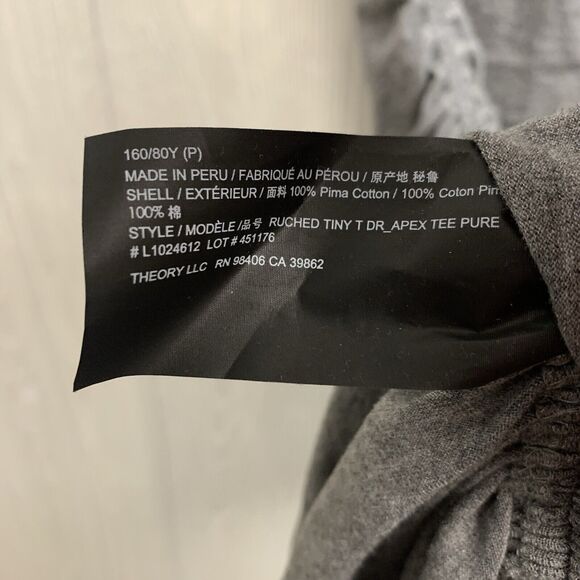 160/80Y (P)
MADE IN PERU / FABRIQUÉ AU PÉROU / 原产地 秘鲁
SHELL / EXTÉRIEUR / 面料 100% Pima Cotton / 100% Coton Pim
100% 棉
STYLE / MODÈLE /品号 RUCHED TINY T DR_APEX TEE PURE
# L1024612 LOT # 451176
THEORY LLC RN 98406 CA 39862